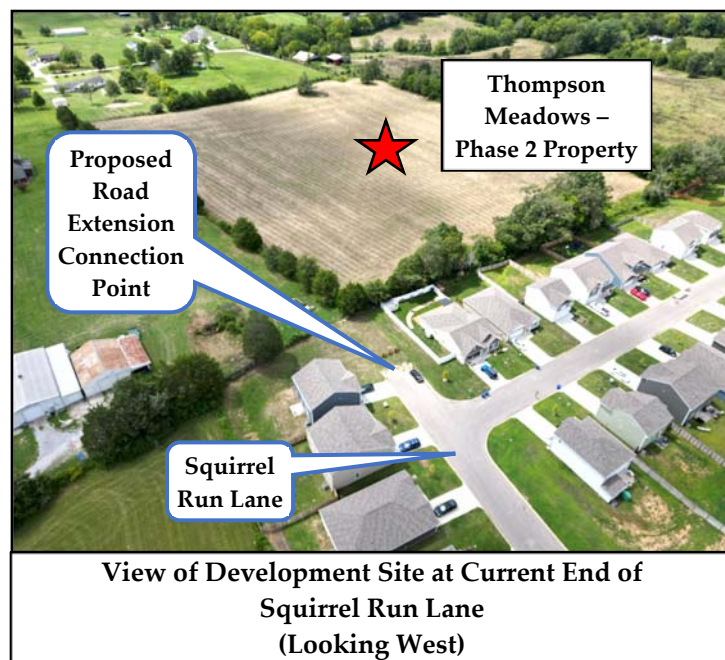 Thompson
Meadows –
Phase 2 Property
Proposed
Road
Extension
Connection
Point
Squirrel
Run Lane
View of Development Site at Current End of
Squirrel Run Lane
(Looking West)